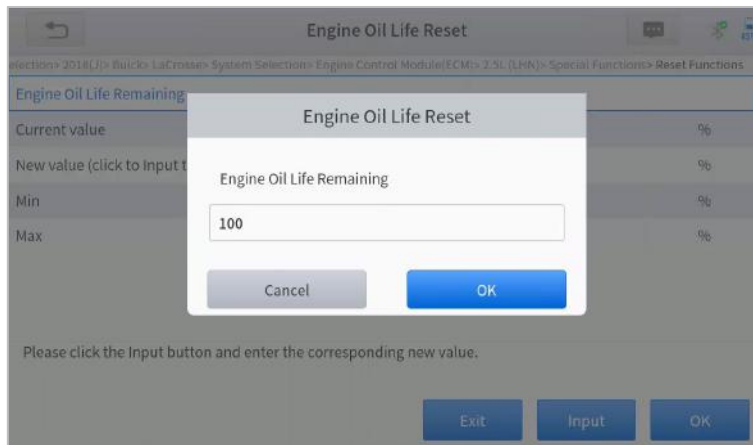 Engine Oil Life Reset
election> 2018(J)> Buick> LaCrosse> System Selection> Engine Control Module(ECM)> 2.5L (LHN)> Special Functions> Reset Functions
Engine Oil Life Remaining
Current value %
New value (click to Input t %
Min %
Max %
Engine Oil Life Reset
Engine Oil Life Remaining
100
Cancel OK
Please click the Input button and enter the corresponding new value.
Exit Input OK